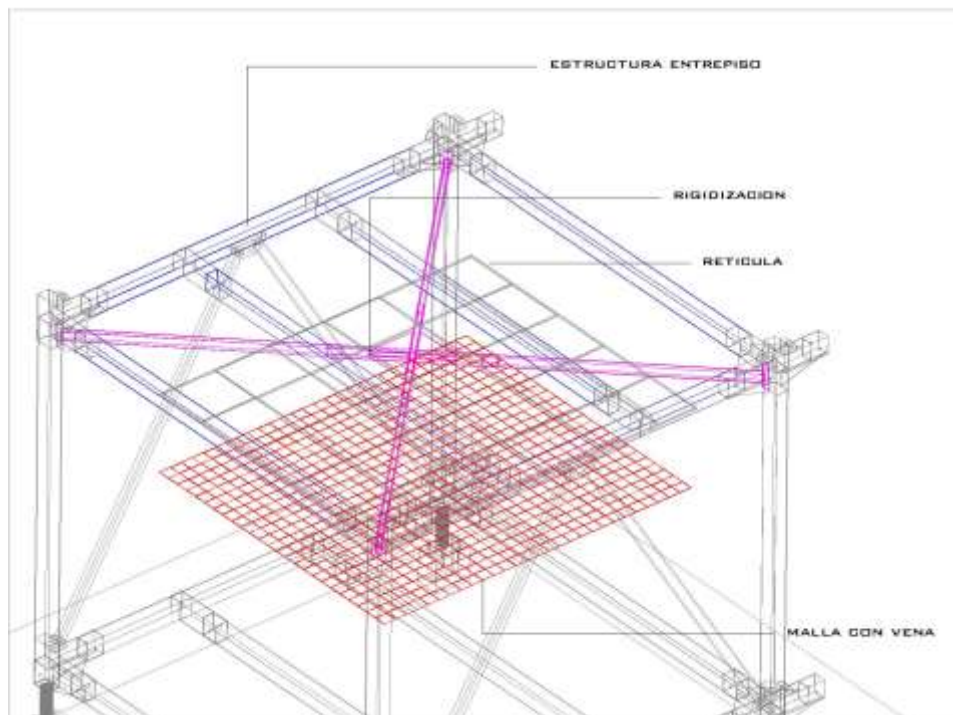 ESTRUCTURA ENTREPISO
RIGIDIZACION
RETICULA
MALLA CON VENA